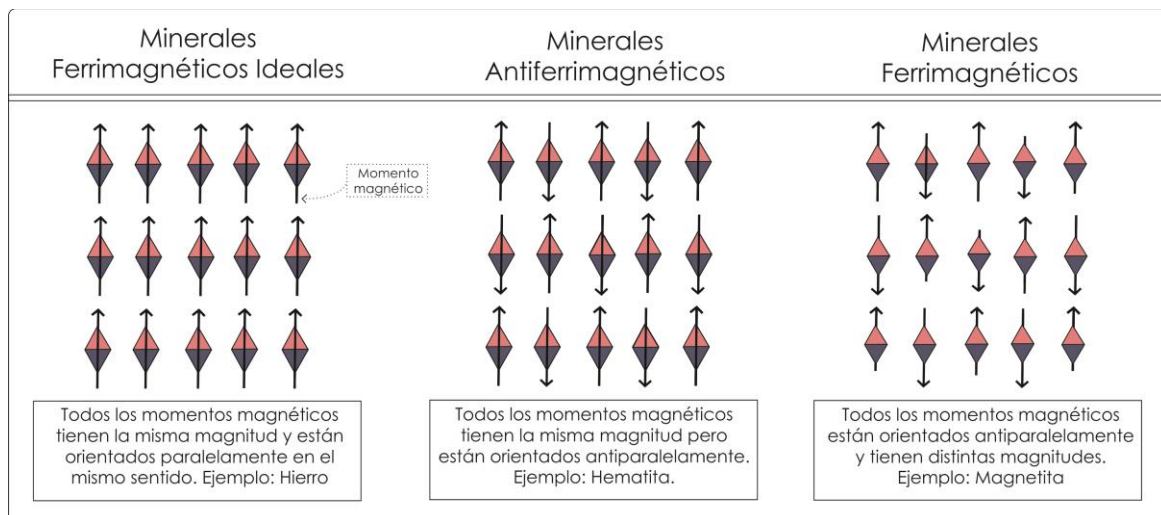 Minerales
Ferrimagnéticos Ideales
Minerales
Antiferrimagnéticos
Minerales
Ferrimagnéticos
Momento
magnético
Todos los momentos magnéticos
tienen la misma magnitud y están
orientados paralelamente en el
mismo sentido. Ejemplo: Hierro
Todos los momentos magnéticos
tienen la misma magnitud pero
están orientados antiparalelamente.
Ejemplo: Hematita.
Todos los momentos magnéticos
están orientados antiparalelamente
y tienen distintas magnitudes.
Ejemplo: Magnetita